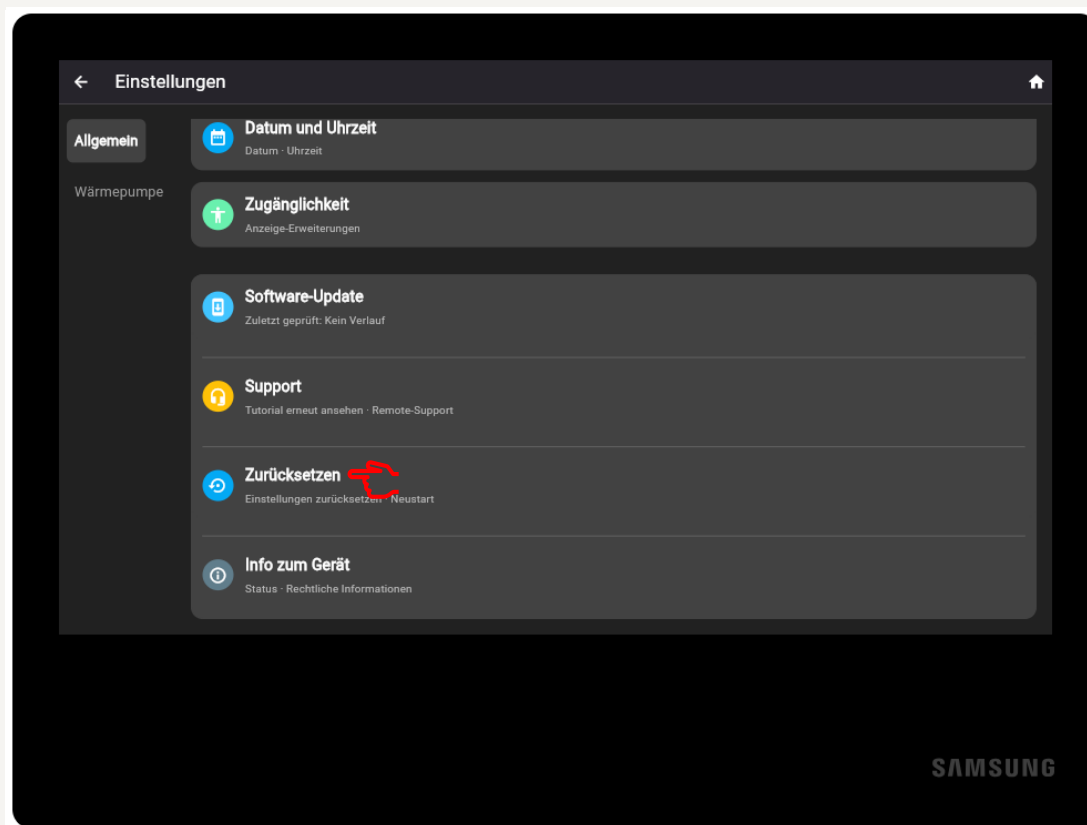 Einstellungen
Allgemein
Wärmepumpe
Datum und Uhrzeit
Datum · Uhrzeit
Zugänglichkeit
Anzeige-Erweiterungen
Software-Update
Zuletzt geprüft: Kein Verlauf
Support
Tutorial erneut ansehen · Remote-Support
Zurücksetzen
Einstellungen zurücksetzen · Neustart
Info zum Gerät
Status · Rechtliche Informationen
SAMSUNG